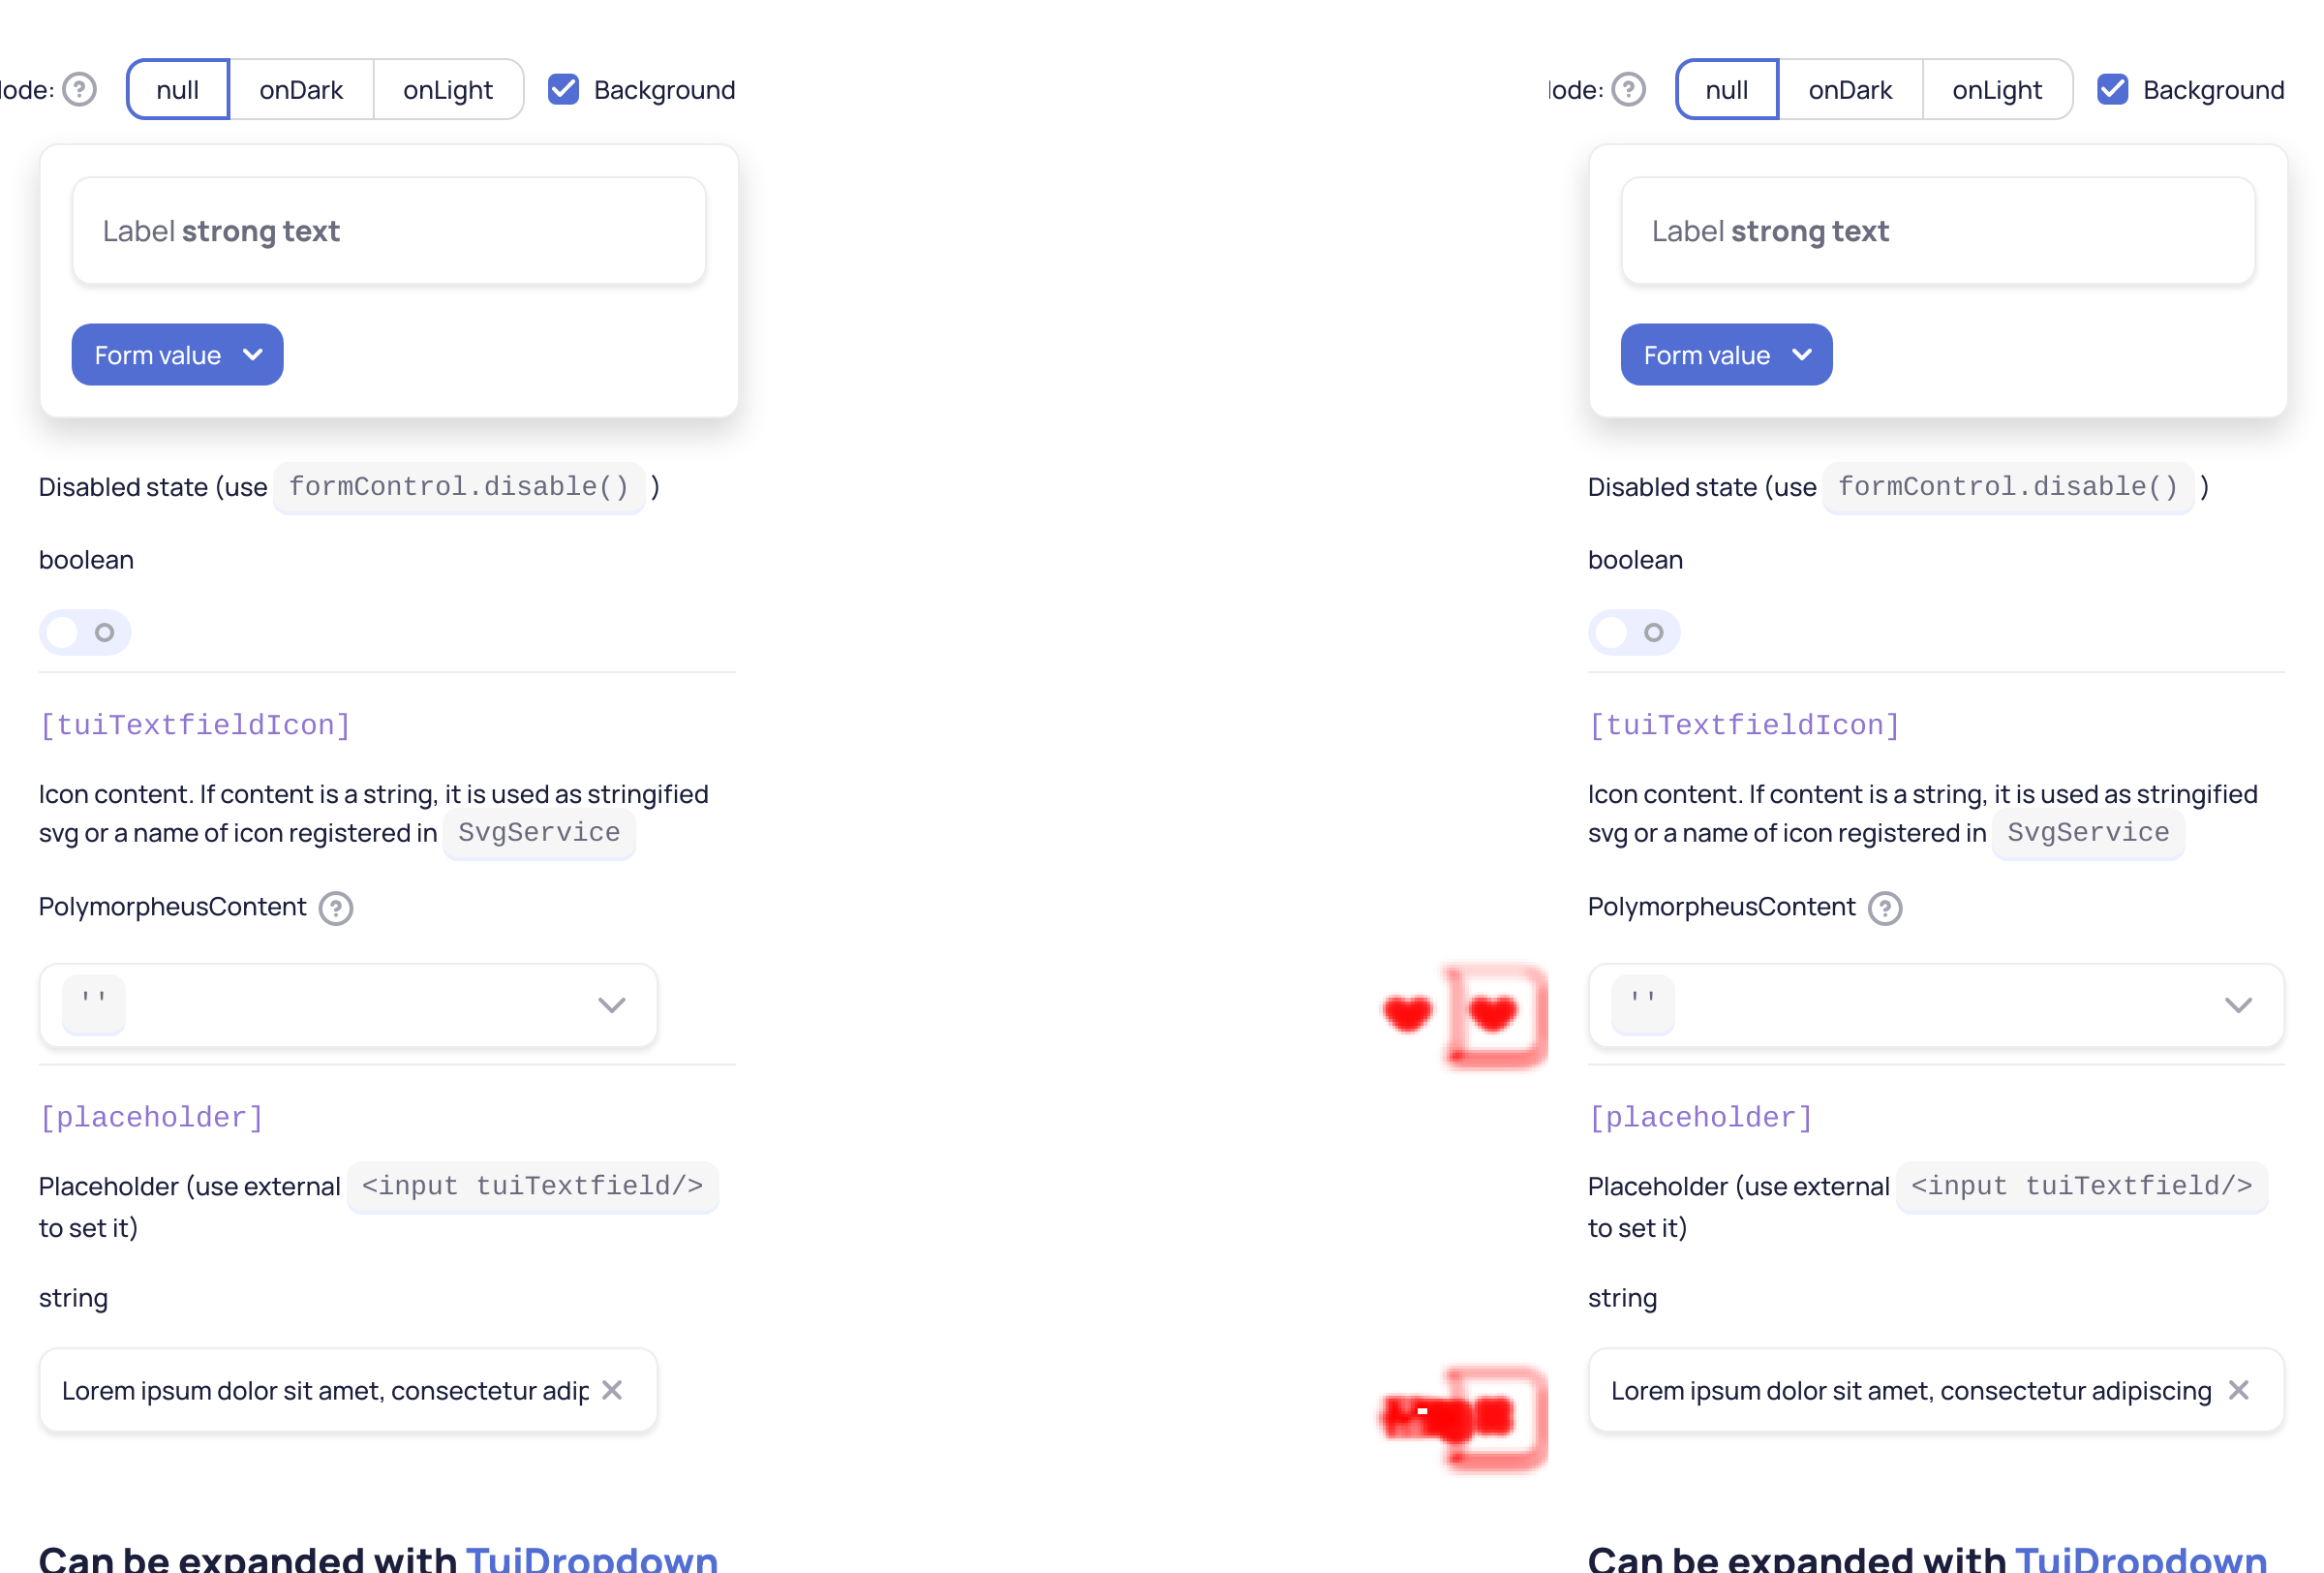 lode:
null
onDark
onLight
Background
Label strong text
Form value
Disabled state (use formControl.disable() )
boolean
[tuiTextfieldIcon]
Icon content. If content is a string, it is used as stringified
svg or a name of icon registered in SvgService
PolymorpheusContent
''
[placeholder]
Placeholder (use external <input tuiTextfield/>
to set it)
string
Lorem ipsum dolor sit amet, consectetur adip
Can be expanded with TuiDropdown
lode:
null
onDark
onLight
Background
Label strong text
Form value
Disabled state (use formControl.disable() )
boolean
[tuiTextfieldIcon]
Icon content. If content is a string, it is used as stringified
svg or a name of icon registered in SvgService
PolymorpheusContent
''
[placeholder]
Placeholder (use external <input tuiTextfield/>
to set it)
string
Lorem ipsum dolor sit amet, consectetur adipiscing
Can be expanded with TuiDropdown